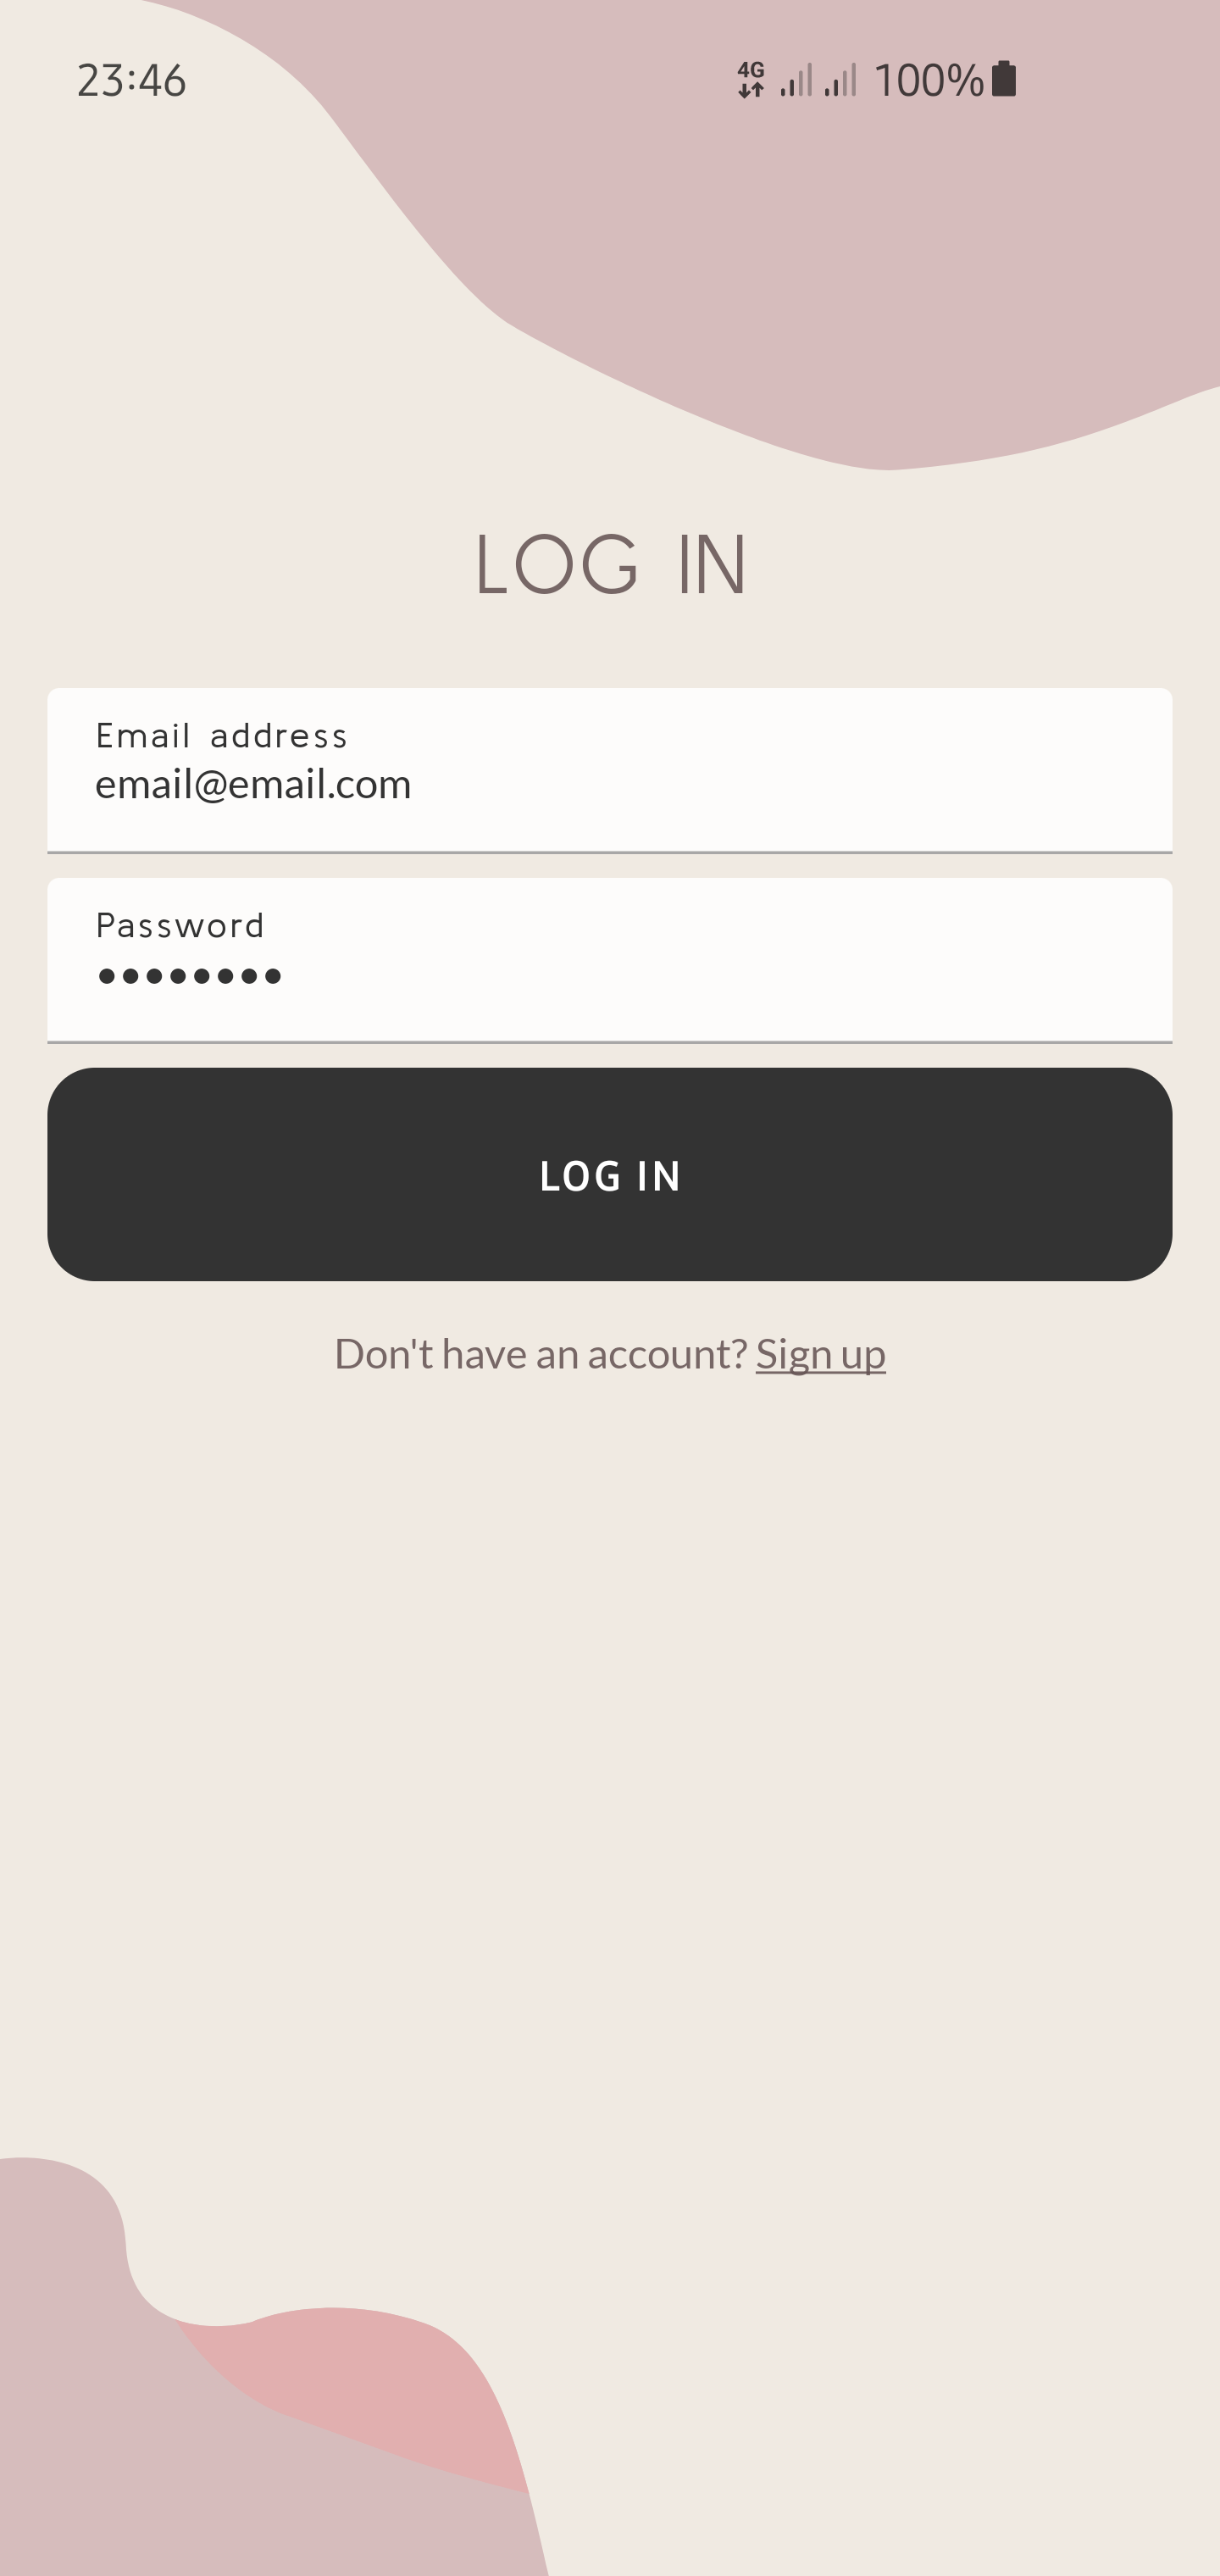 23:46 4G 100%
LOG IN
Email address
email@email.com
Password
••••••••
LOG IN
Don't have an account? Sign up